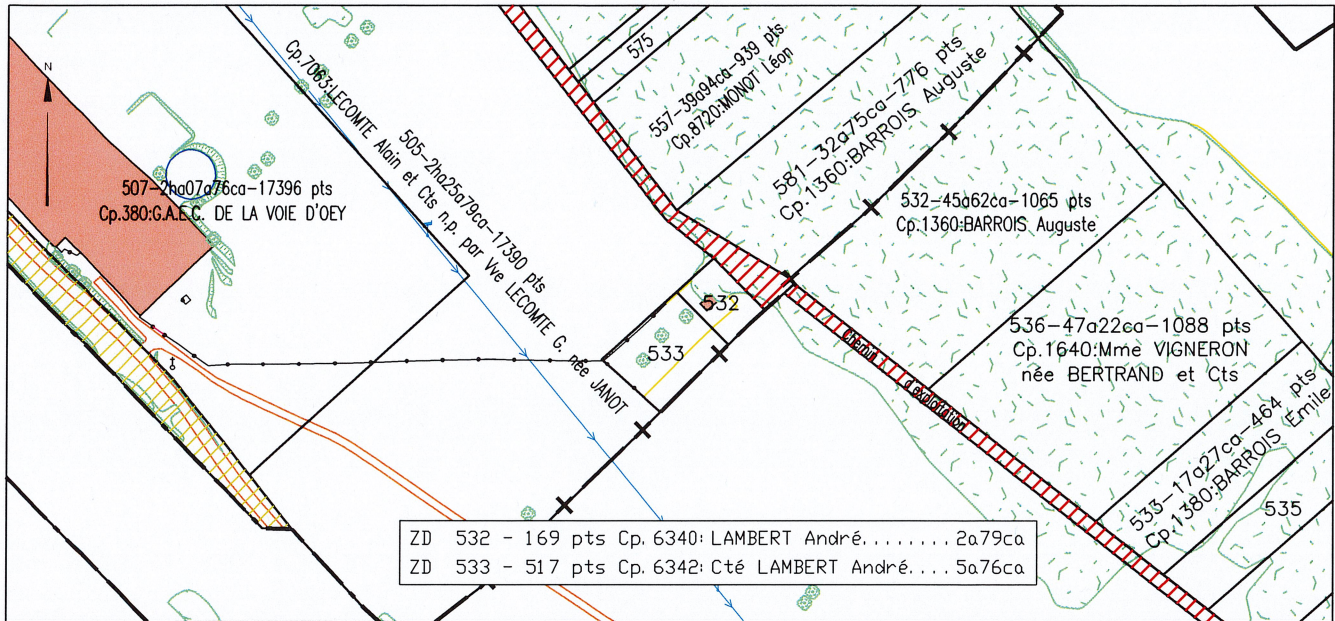 N
575
557-39a94ca-939 pts
Cp.8720:MONOT Léon
581-32a75ca-776 pts
Cp.1360:BARROIS Auguste
Cp.7063:LECOMTE Alain et Cts n.p. par Vve LECOMTE G. née JANOT
505-2ha25a79ca-17390 pts
507-2ha07a76ca-17396 pts
Cp.380:G.A.E.C. DE LA VOIE D'OEY
532-45a62ca-1065 pts
Cp.1360:BARROIS Auguste
532
533
536-47a22ca-1088 pts
Cp.1640:Mme VIGNERON
née BERTRAND et Cts
Chemin d'exploitation
533-17a27ca-464 pts
Cp.1380:BARROIS Émile
535
ZD 532 - 169 pts Cp. 6340: LAMBERT André......... 2a79ca
ZD 533 - 517 pts Cp. 6342: Cté LAMBERT André.... 5a76ca